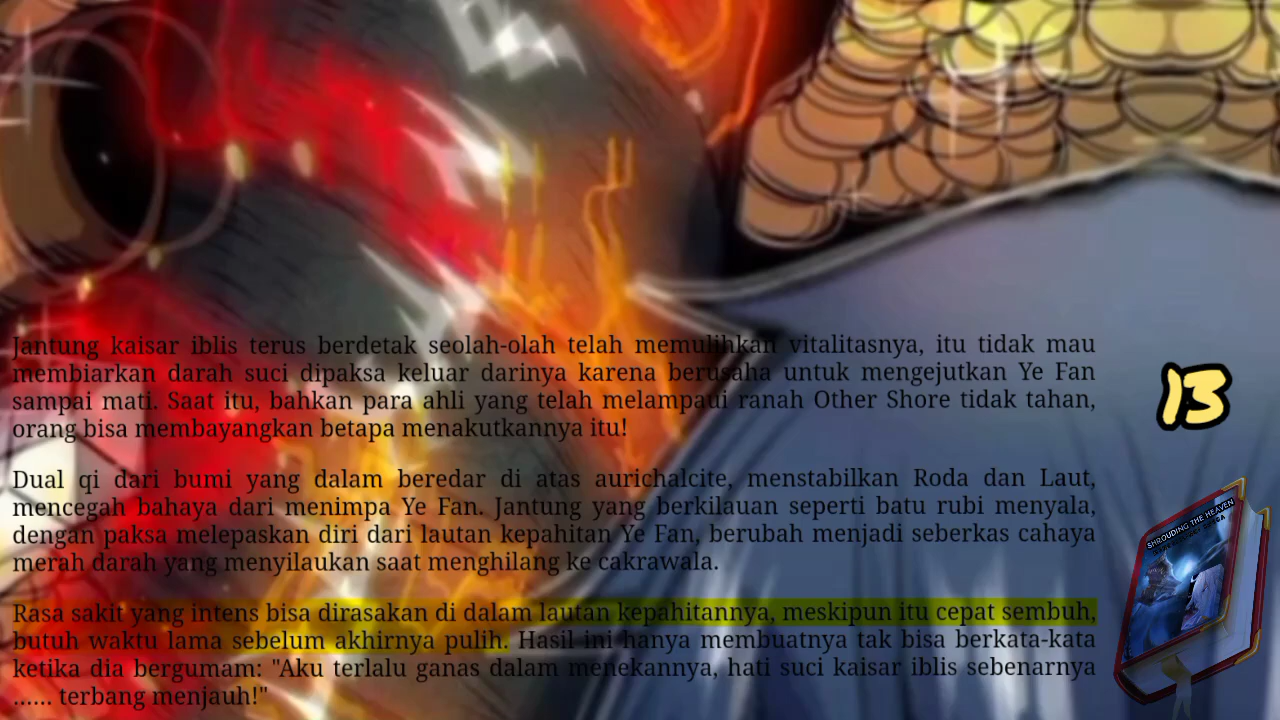 Jantung kaisar iblis terus berdetak seolah-olah telah memulihkan vitalitasnya, itu tidak mau
membiarkan darah suci dipaksa keluar darinya karena berusaha untuk mengejutkan Ye Fan
sampai mati. Saat itu, bahkan para ahli yang telah melampaui ranah Other Shore tidak tahan,
orang bisa membayangkan betapa menakutkannya itu!
Dual qi dari bumi yang dalam beredar di atas aurichalcite, menstabilkan Roda dan Laut,
mencegah bahaya dari menimpa Ye Fan. Jantung yang berkilauan seperti batu rubi menyala,
dengan paksa melepaskan diri dari lautan kepahitan Ye Fan, berubah menjadi seberkas cahaya
merah darah yang menyilaukan saat menghilang ke cakrawala.
Rasa sakit yang intens bisa dirasakan di dalam lautan kepahitannya, meskipun itu cepat sembuh,
butuh waktu lama sebelum akhirnya pulih. Hasil ini hanya membuatnya tak bisa berkata-kata
ketika dia bergumam: "Aku terlalu ganas dalam menekannya, hati suci kaisar iblis sebenarnya
...... terbang menjauh!"
13
SHROUDING THE HEAVEN